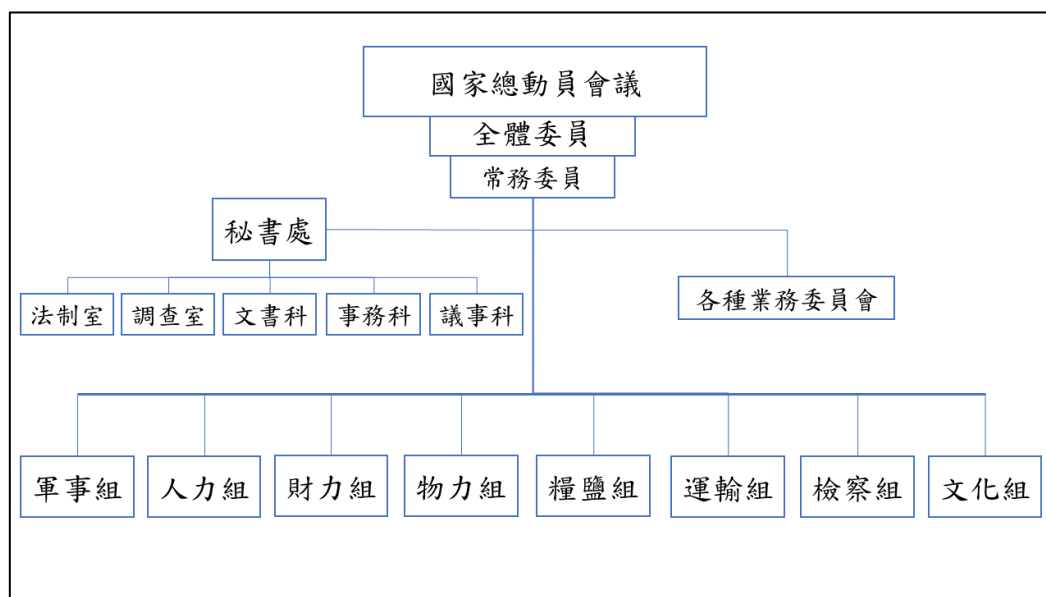 國家總動員會議
全體委員
常務委員
秘書處
各種業務委員會
法制室
調查室
文書科
事務科
議事科
軍事組
人力組
財力組
物力組
糧鹽組
運輸組
檢察組
文化組